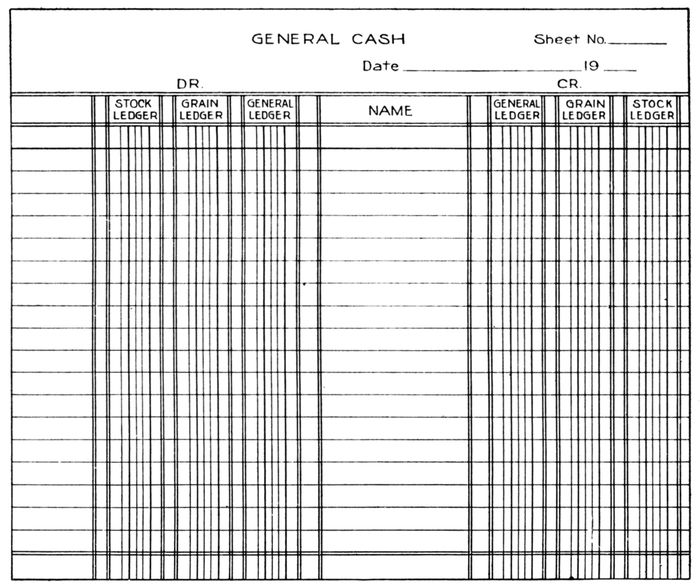 GENERAL CASH Sheet No.
Date 19
DR. CR.
STOCK LEDGER GRAIN LEDGER GENERAL LEDGER NAME GENERAL LEDGER GRAIN LEDGER STOCK LEDGER